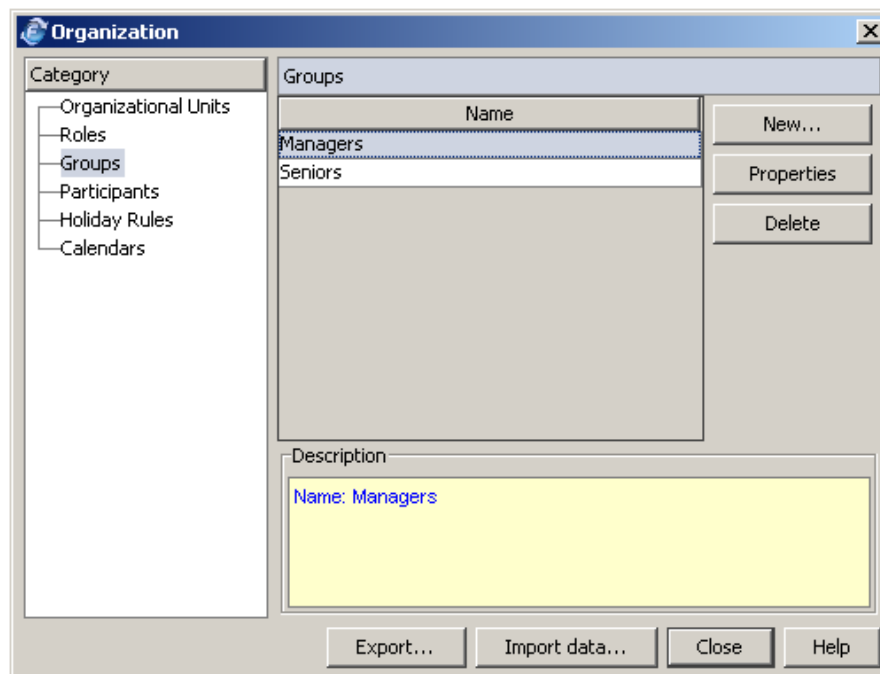 Organization
Category
Organizational Units
Roles
Groups
Participants
Holiday Rules
Calendars
Groups
Name
Managers
Seniors
New...
Properties
Delete
Description
Name: Managers
Export...
Import data...
Close
Help